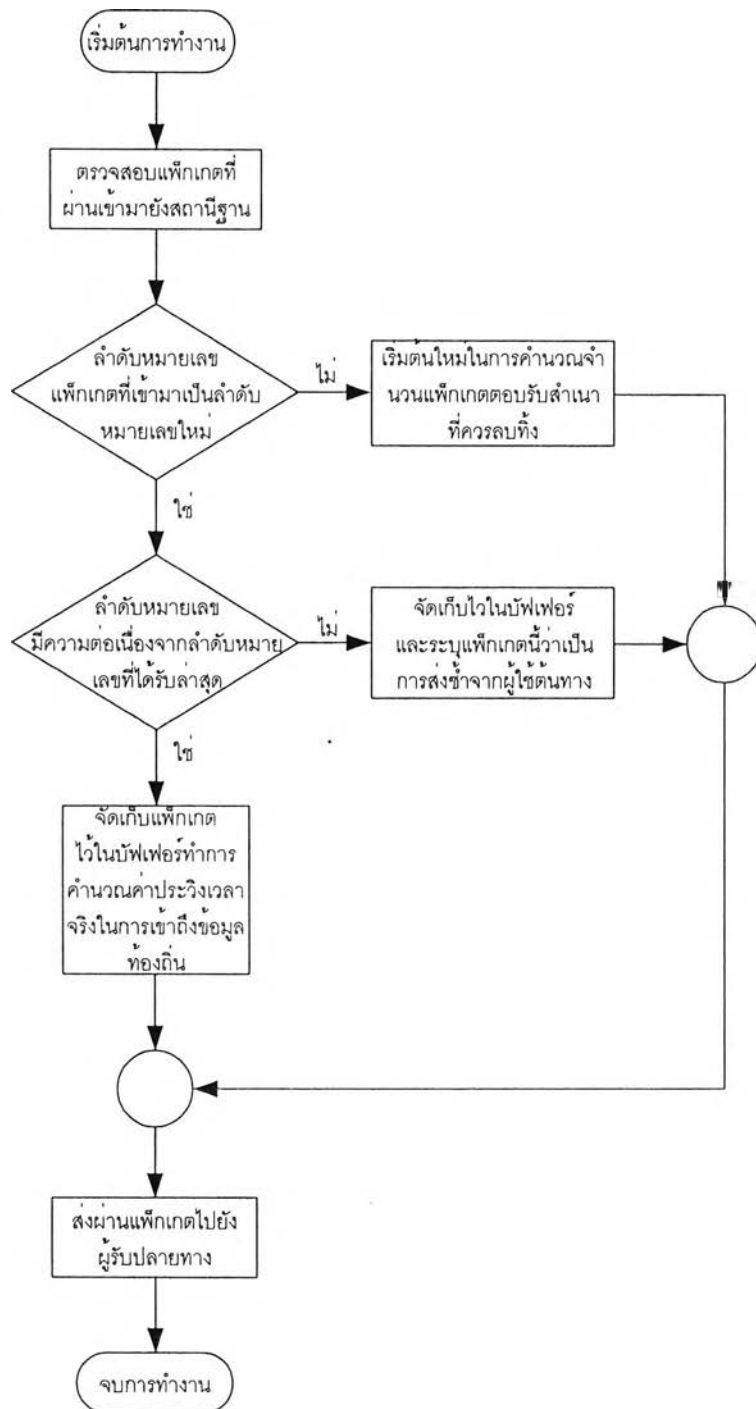 เริ่มต้นการทำงาน
ตรวจสอบแพ็กเกตที่
ผ่านเข้ามายังสถานีฐาน
ลำดับหมายเลข
แพ็กเกตที่เข้ามาเป็นลำดับ
หมายเลขใหม่
ไม่
เริ่มต้นใหม่ในการคำนวณจำ
นวนแพ็กเกตตอบรับสำเนา
ที่ควรลบทิ้ง
ใช่
ลำดับหมายเลข
มีความต่อเนื่องจากลำดับหมาย
เลขที่ได้รับล่าสุด
ไม่
จัดเก็บไวในบัฟเฟอร์
และระบุแพ็กเกตนี้ว่าเป็น
การส่งซ้ำจากผู้ใช้ต้นทาง
ใช่
จัดเก็บแพ็กเกต
ไว้ในบัฟเฟอร์ทำการ
คำนวณค่าประวิงเวลา
จริงในการเข้าถึงข้อมูล
ท้องถิ่น
ส่งผ่านแพ็กเกตไปยัง
ผู้รับปลายทาง
จบการทำงาน